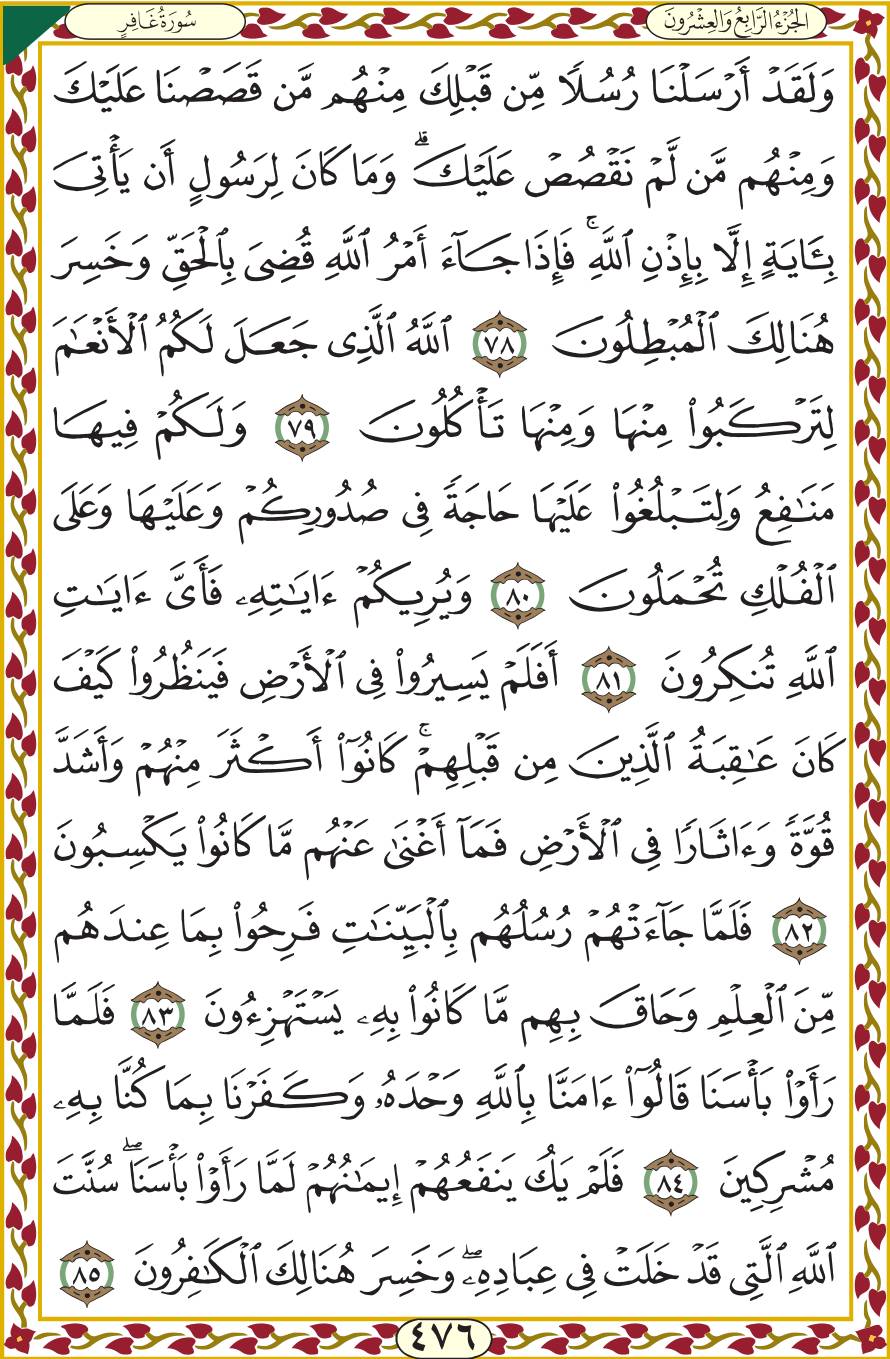 الجُزْءُ الرَّابِعُ وَالعِشْرُونَ
سُورَةُ غَافِرٍ
وَلَقَدْ أَرْسَلْنَا رُسُلًا مِّن قَبْلِكَ مِنْهُم مَّن قَصَصْنَا عَلَيْكَ
وَمِنْهُم مَّن لَّمْ نَقْصُصْ عَلَيْكَۗ وَمَا كَانَ لِرَسُولٍ أَن يَأْتِىَ
بِـَٔايَةٍ إِلَّا بِإِذْنِ ٱللَّهِۚ فَإِذَا جَآءَ أَمْرُ ٱللَّهِ قُضِىَ بِٱلْحَقِّ وَخَسِرَ
هُنَالِكَ ٱلْمُبْطِلُونَ ٧٨ ٱللَّهُ ٱلَّذِى جَعَلَ لَكُمُ ٱلْأَنْعَٰمَ
لِتَرْكَبُوا۟ مِنْهَا وَمِنْهَا تَأْكُلُونَ ٧٩ وَلَكُمْ فِيهَا
مَنَٰفِعُ وَلِتَبْلُغُوا۟ عَلَيْهَا حَاجَةً فِى صُدُورِكُمْ وَعَلَيْهَا وَعَلَى
ٱلْفُلْكِ تُحْمَلُونَ ٨٠ وَيُرِيكُمْ ءَايَٰتِهِۦ فَأَىَّ ءَايَٰتِ
ٱللَّهِ تُنكِرُونَ ٨١ أَفَلَمْ يَسِيرُوا۟ فِى ٱلْأَرْضِ فَيَنظُرُوا۟ كَيْفَ
كَانَ عَٰقِبَةُ ٱلَّذِينَ مِن قَبْلِهِمْۚ كَانُوٓا۟ أَكْثَرَ مِنْهُمْ وَأَشَدَّ
قُوَّةً وَءَاثَارًا فِى ٱلْأَرْضِ فَمَآ أَغْنَىٰ عَنْهُم مَّا كَانُوا۟ يَكْسِبُونَ
٨٢ فَلَمَّا جَآءَتْهُمْ رُسُلُهُم بِٱلْبَيِّنَٰتِ فَرِحُوا۟ بِمَا عِندَهُم
مِّنَ ٱلْعِلْمِ وَحَاقَ بِهِم مَّا كَانُوا۟ بِهِۦ يَسْتَهْزِءُونَ ٨٣ فَلَمَّا
رَأَوْا۟ بَأْسَنَا قَالُوٓا۟ ءَامَنَّا بِٱللَّهِ وَحْدَهُۥ وَكَفَرْنَا بِمَا كُنَّا بِهِۦ
مُشْرِكِينَ ٨٤ فَلَمْ يَكُ يَنفَعُهُمْ إِيمَٰنُهُمْ لَمَّا رَأَوْا۟ بَأْسَنَاۖ سُنَّتَ
ٱللَّهِ ٱلَّتِى قَدْ خَلَتْ فِى عِبَادِهِۦۖ وَخَسِرَ هُنَالِكَ ٱلْكَٰفِرُونَ ٨٥
٤٧٦